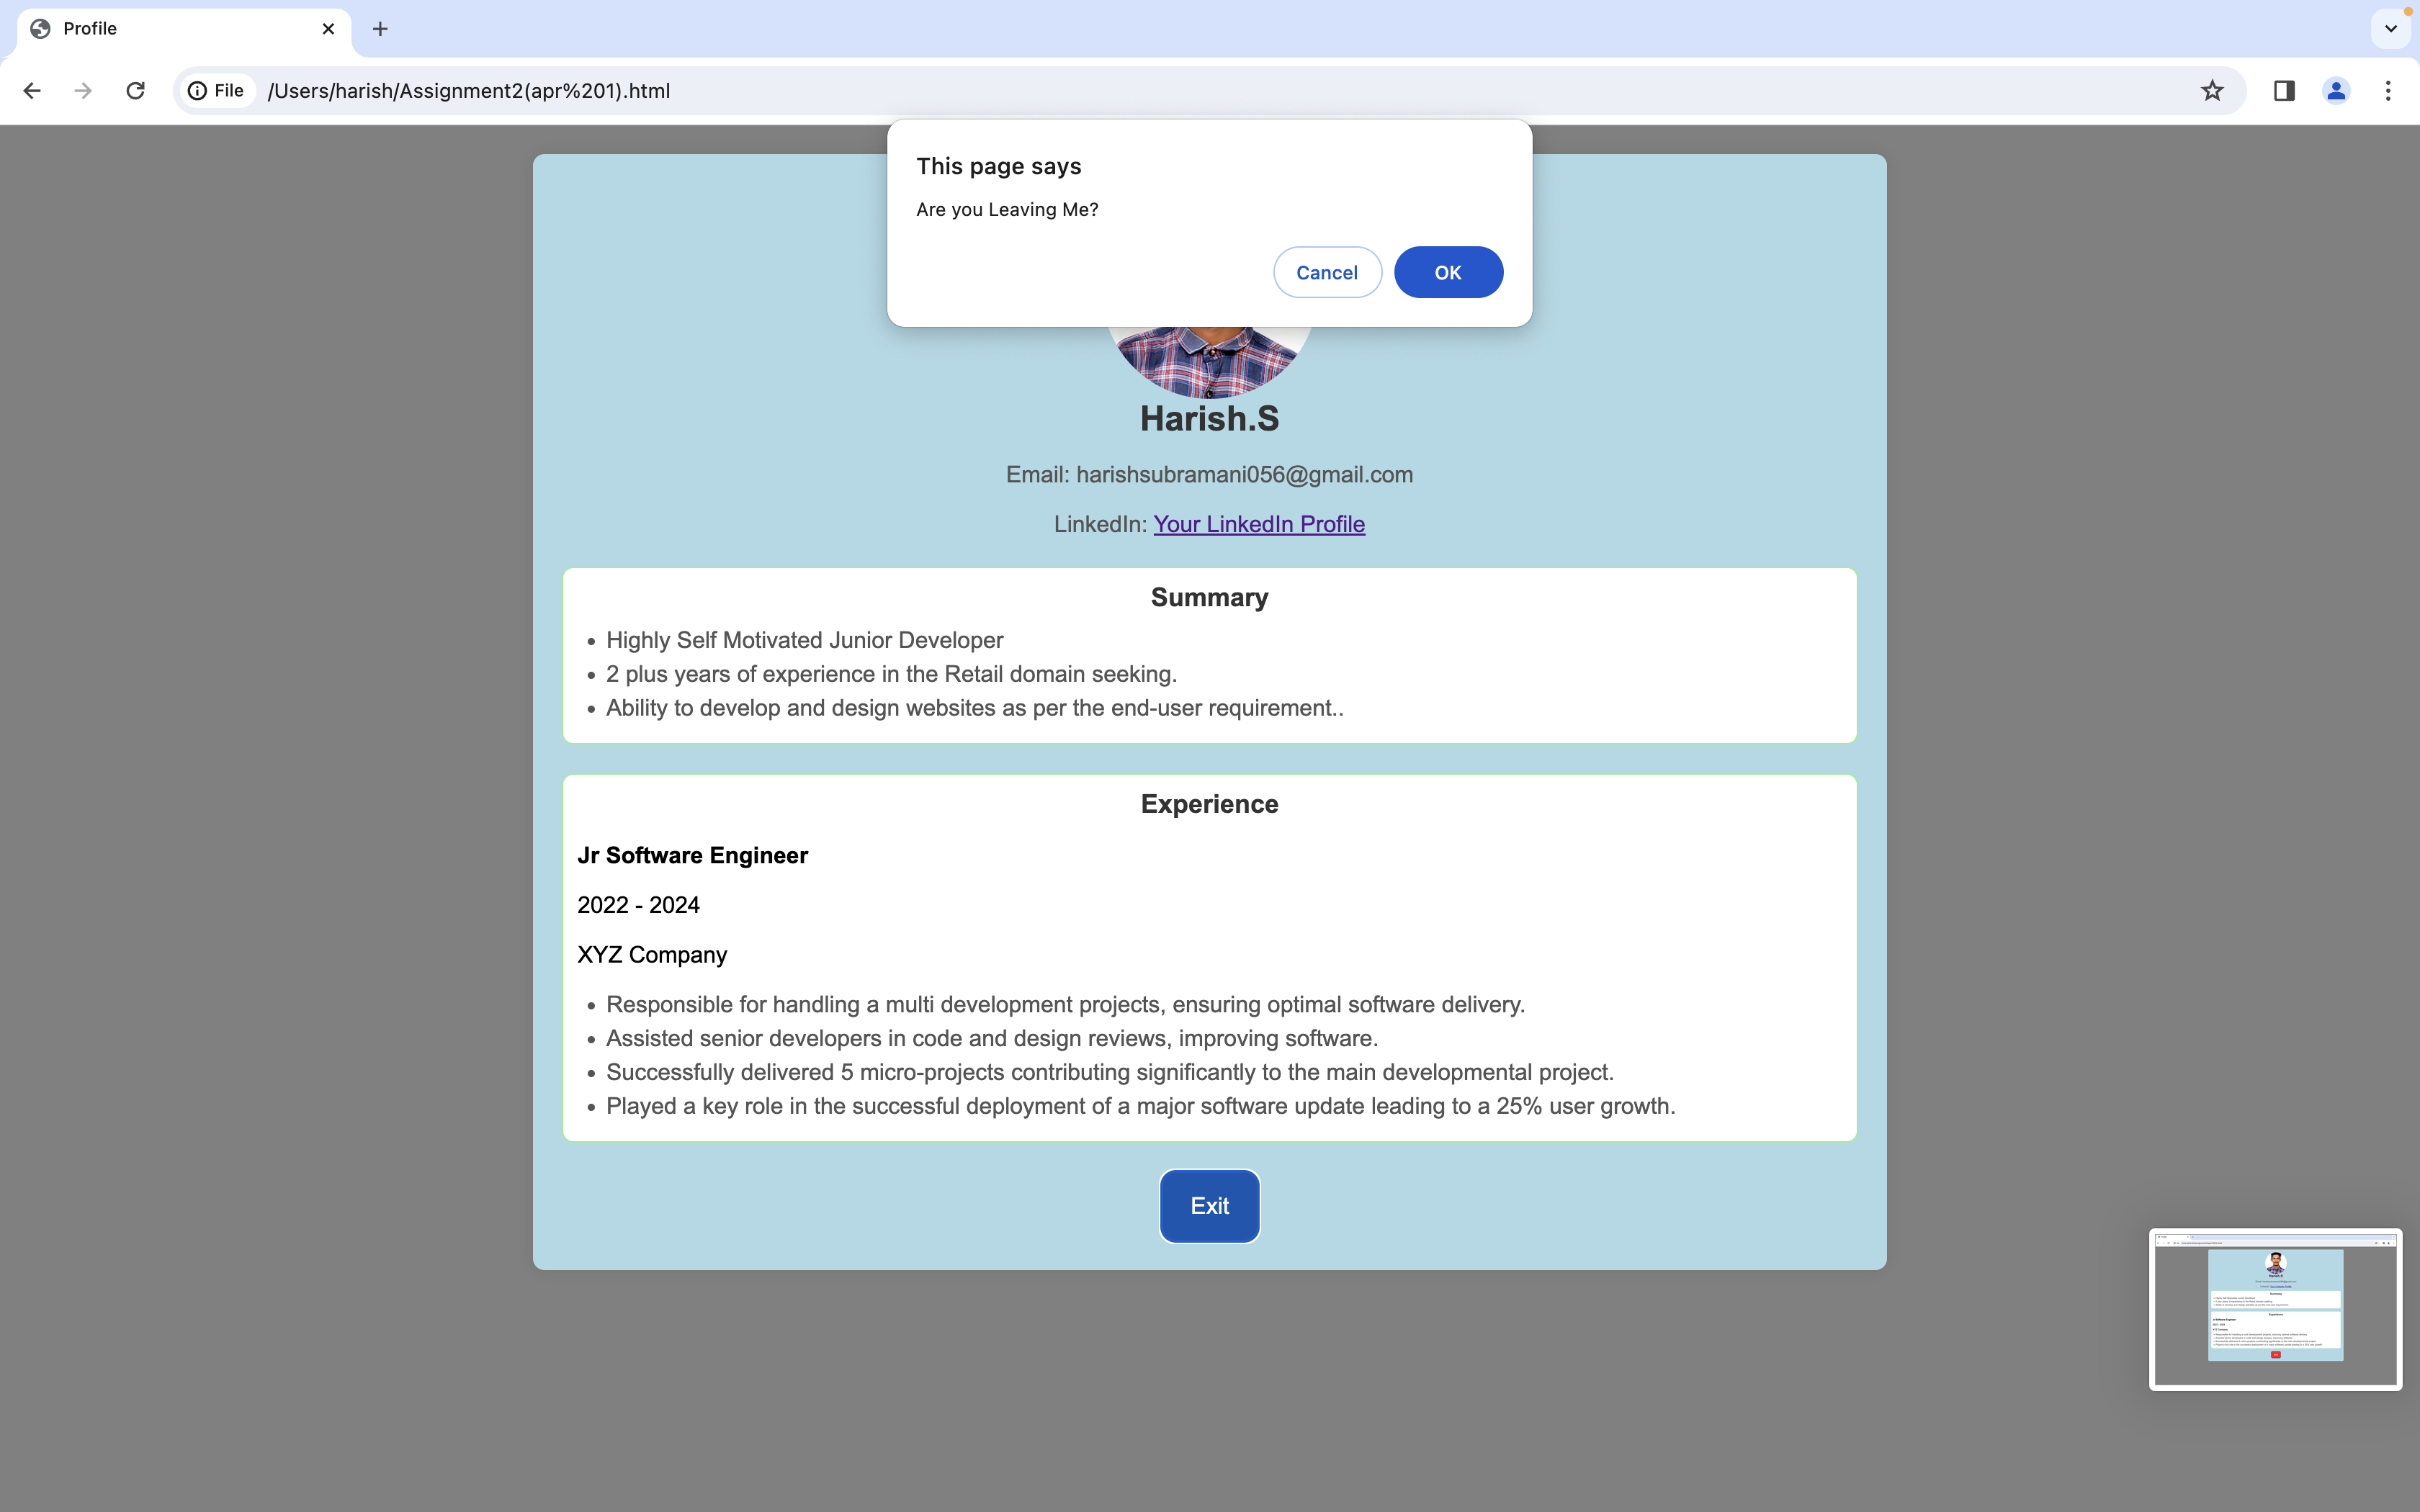 Profile
File
/Users/harish/Assignment2(apr%201).html
This page says
Are you Leaving Me?
Cancel
OK
Harish.S
Email: harishsubramani056@gmail.com
LinkedIn: Your LinkedIn Profile
Summary
• Highly Self Motivated Junior Developer
• 2 plus years of experience in the Retail domain seeking.
• Ability to develop and design websites as per the end-user requirement..
Experience
Jr Software Engineer
2022 - 2024
XYZ Company
• Responsible for handling a multi development projects, ensuring optimal software delivery.
• Assisted senior developers in code and design reviews, improving software.
• Successfully delivered 5 micro-projects contributing significantly to the main developmental project.
• Played a key role in the successful deployment of a major software update leading to a 25% user growth.
Exit